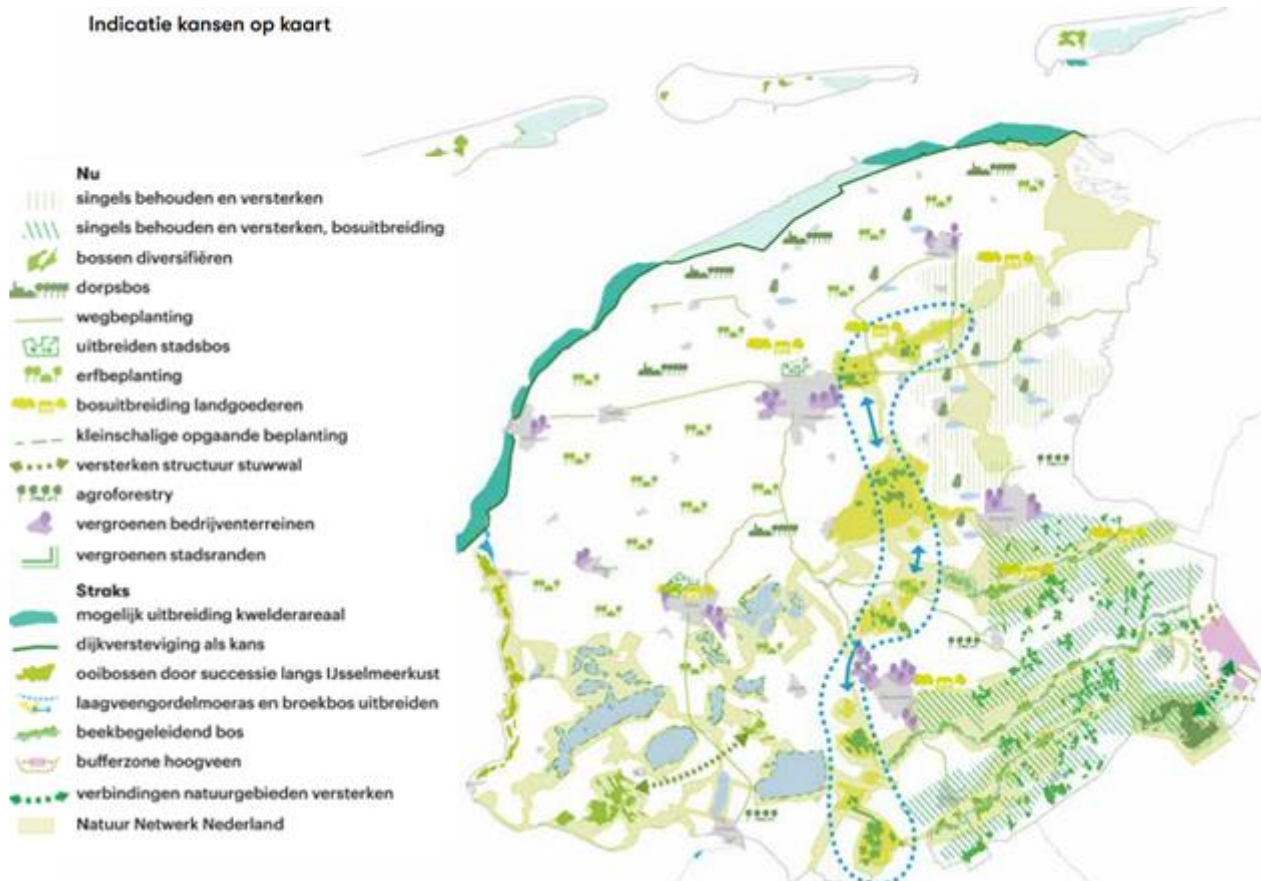 Indicatie kansen op kaart
Nu
singels behouden en versterken
singels behouden en versterken, bosuitbreiding
bossen diversifiëren
dorpsbos
wegbeplanting
uitbreiden stadsbos
erfbeplanting
bosuitbreiding landgoederen
kleinschalige opgaande beplanting
versterken structuur stuwwal
agroforestry
vergroenen bedrijventerreinen
vergroenen stadsranden
Straks
mogelijk uitbreiding kwelderareaal
dijkversteviging als kans
ooibossen door successie langs IJsselmeerkust
laagveengordelmoeras en broekbos uitbreiden
beekbegeleidend bos
bufferzone hoogveen
verbindingen natuurgebieden versterken
Natuur Netwerk Nederland